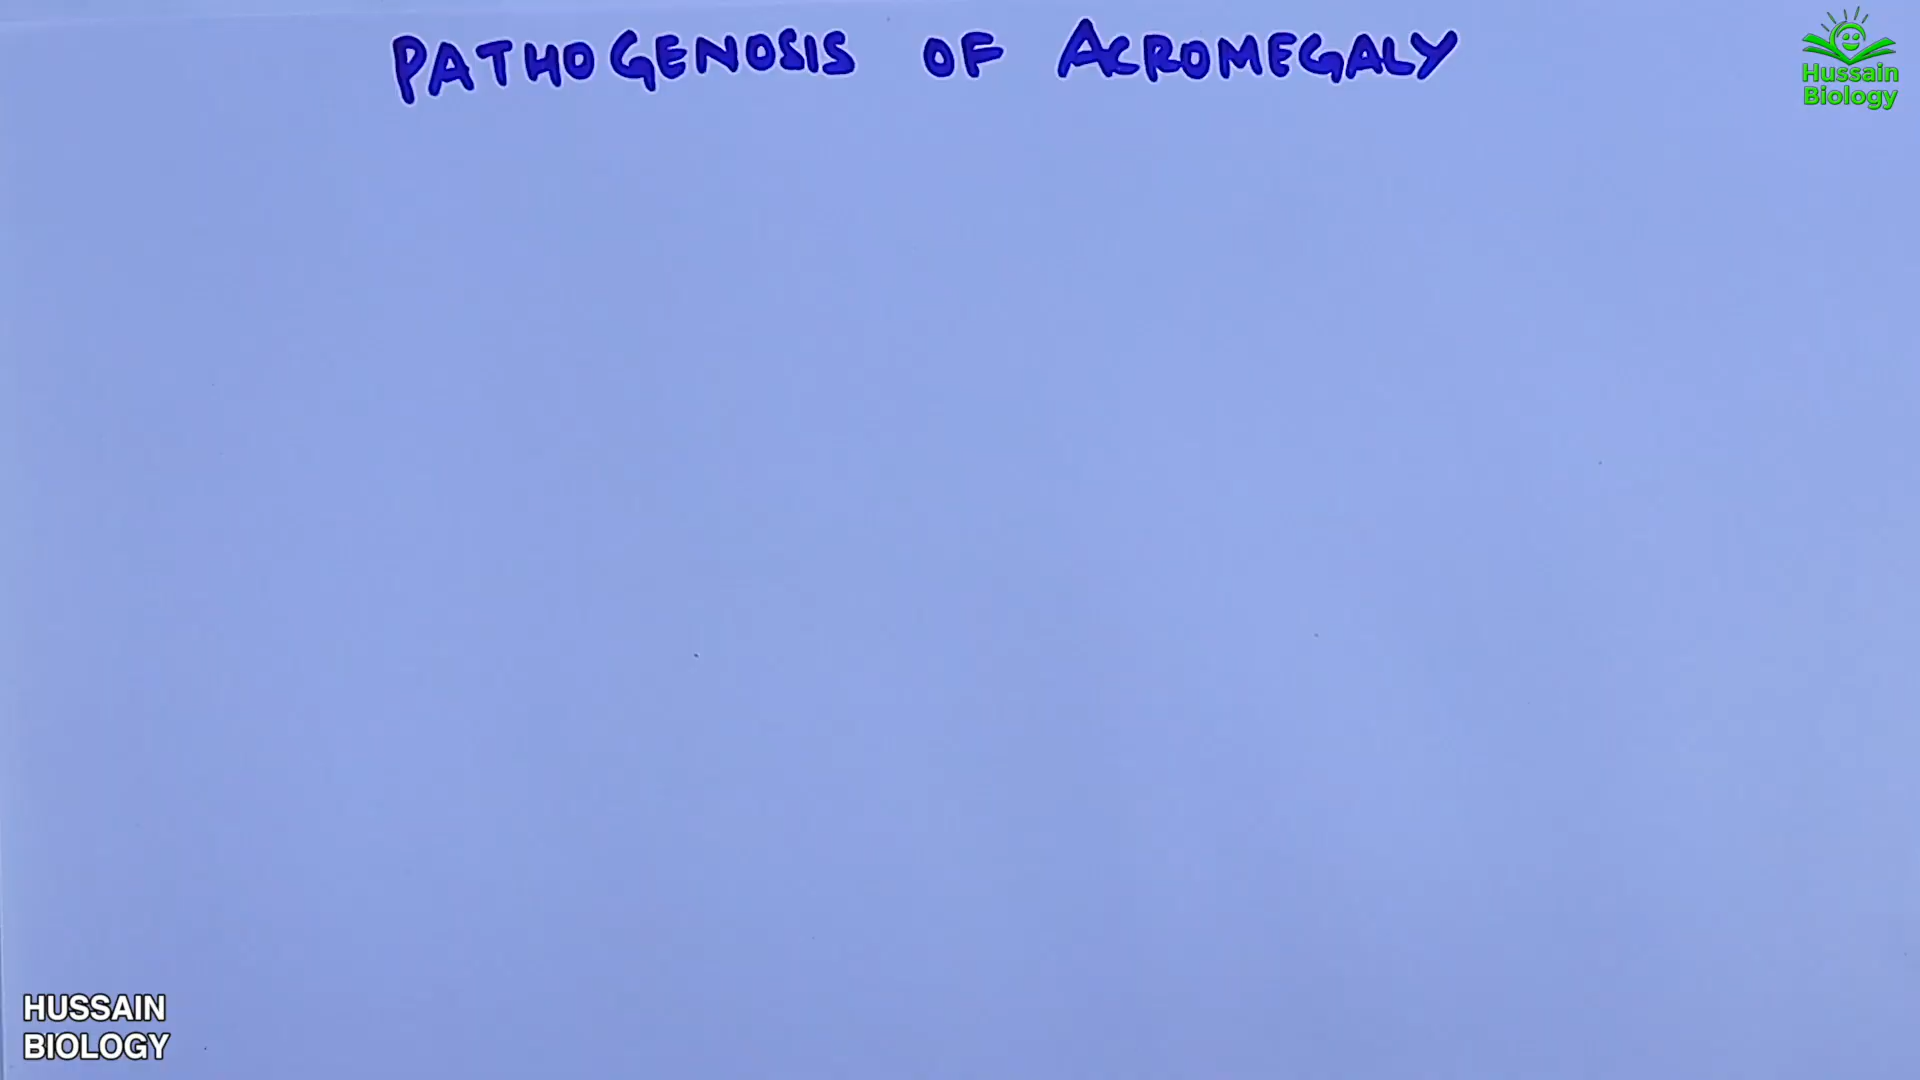 PATHOGENOSIS OF ACROMEGALY
Hussain
Biology
HUSSAIN
BIOLOGY